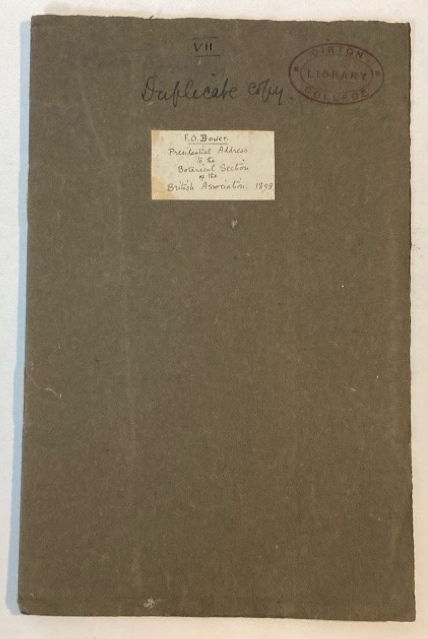 VII
GIRTON
LIBRARY
COLLEGE
Duplicate copy.
F.O. Bower.
Presidential Address
to the
Botanical Section
of the
British Association. 1898